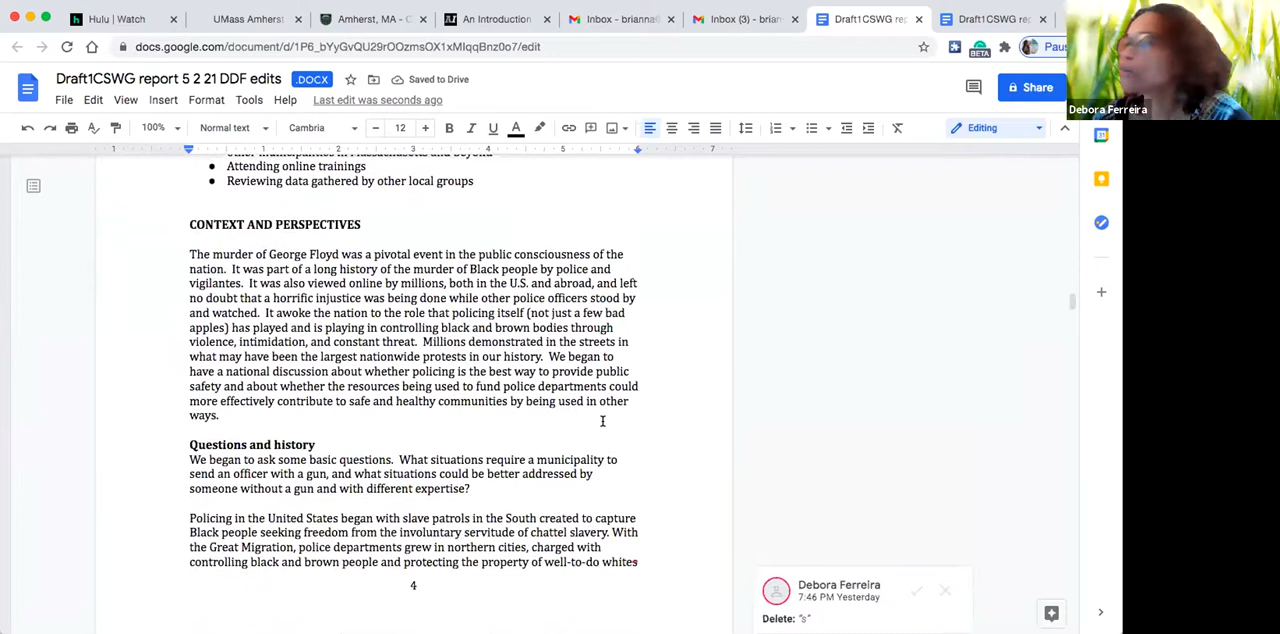 Hulu | Watch
UMass Amherst
Amherst, MA - C
An Introduction
Inbox - brianna
Inbox (3) - brian
Draft1CSWG rep
Draft1CSWG rep
docs.google.com/document/d/1P6_bYyGvQU29rOOzmsOX1xMIqqBnz0o7/edit
BETA
Paus
Draft1CSWG report 5 2 21 DDF edits
.DOCX
Saved to Drive
Share
Debora Ferreira
File Edit View Insert Format Tools Help Last edit was seconds ago
100% Normal text Cambria - 12 + B I U A Editing
1 1 2 3 4 5 6 7
other municipalities in Massachusetts and beyond
• Attending online trainings
• Reviewing data gathered by other local groups
CONTEXT AND PERSPECTIVES
The murder of George Floyd was a pivotal event in the public consciousness of the
nation. It was part of a long history of the murder of Black people by police and
vigilantes. It was also viewed online by millions, both in the U.S. and abroad, and left
no doubt that a horrific injustice was being done while other police officers stood by
and watched. It awoke the nation to the role that policing itself (not just a few bad
apples) has played and is playing in controlling black and brown bodies through
violence, intimidation, and constant threat. Millions demonstrated in the streets in
what may have been the largest nationwide protests in our history. We began to
have a national discussion about whether policing is the best way to provide public
safety and about whether the resources being used to fund police departments could
more effectively contribute to safe and healthy communities by being used in other
ways.
Questions and history
We began to ask some basic questions. What situations require a municipality to
send an officer with a gun, and what situations could be better addressed by
someone without a gun and with different expertise?
Policing in the United States began with slave patrols in the South created to capture
Black people seeking freedom from the involuntary servitude of chattel slavery. With
the Great Migration, police departments grew in northern cities, charged with
controlling black and brown people and protecting the property of well-to-do whites
4
Debora Ferreira
7:46 PM Yesterday
Delete: "s"